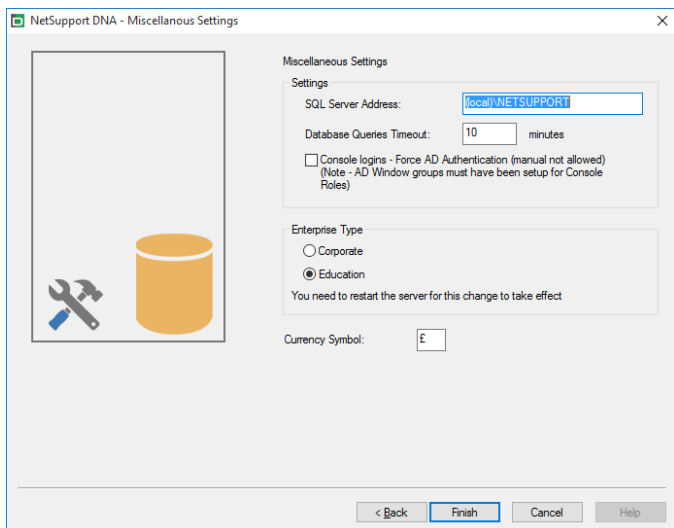 NetSupport DNA - Miscellanous Settings
Miscellaneous Settings
Settings
SQL Server Address: (local)\NETSUPPORT
Database Queries Timeout: 10 minutes
Console logins - Force AD Authentication (manual not allowed)
(Note - AD Window groups must have been setup for Console
Roles)
Enterprise Type
Corporate
Education
You need to restart the server for this change to take effect
Currency Symbol: £
< Back Finish Cancel Help